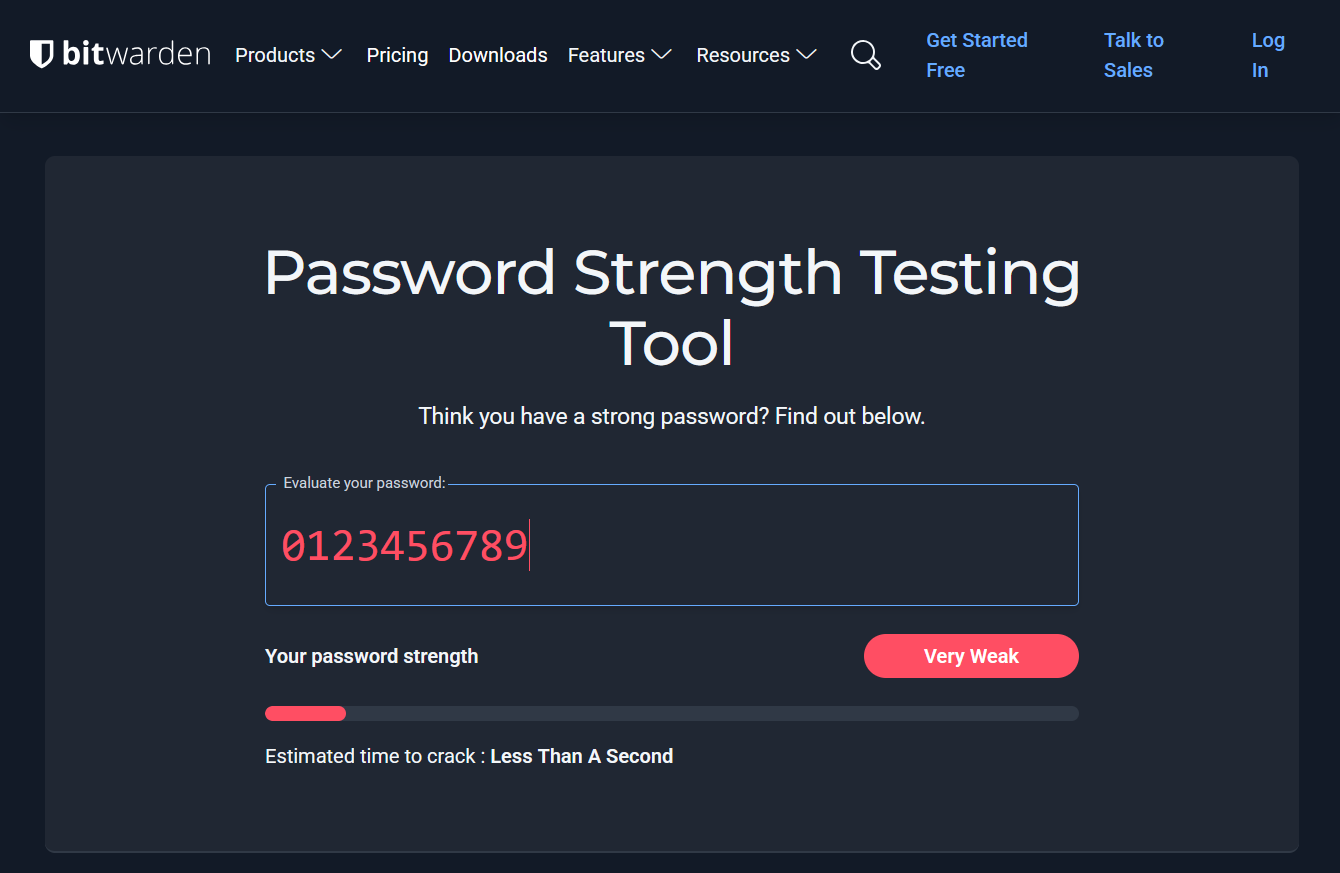 bitwarden Products Pricing Downloads Features Resources
Get Started Free
Talk to Sales
Log In
Password Strength Testing
Tool
Think you have a strong password? Find out below.
Evaluate your password:
0123456789
Your password strength Very Weak
Estimated time to crack : Less Than A Second